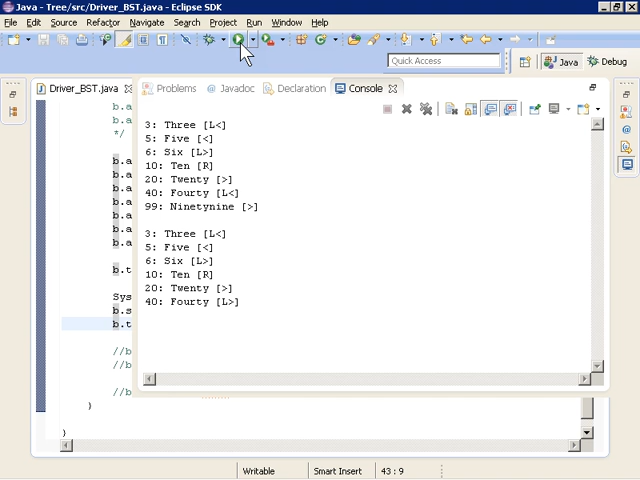 Java - Tree/src/Driver_BST.java - Eclipse SDK
File Edit Source Refactor Navigate Search Project Run Window Help
Quick Access
Java
Debug
Driver_BST.java
Problems
Javadoc
Declaration
Console
b.a
b.a
*/
b.a
b.a
b.a
b.a
b.a
b.a
b.a
b.t
Sys
b.s
b.t
//b
//b
//b
)
)
3: Three [L<]
5: Five [<]
6: Six [L>]
10: Ten [R]
20: Twenty [>]
40: Fourty [L<]
99: Ninetynine [>]
3: Three [L<]
5: Five [<]
6: Six [L>]
10: Ten [R]
20: Twenty [>]
40: Fourty [L>]
Writable
Smart Insert
43 : 9